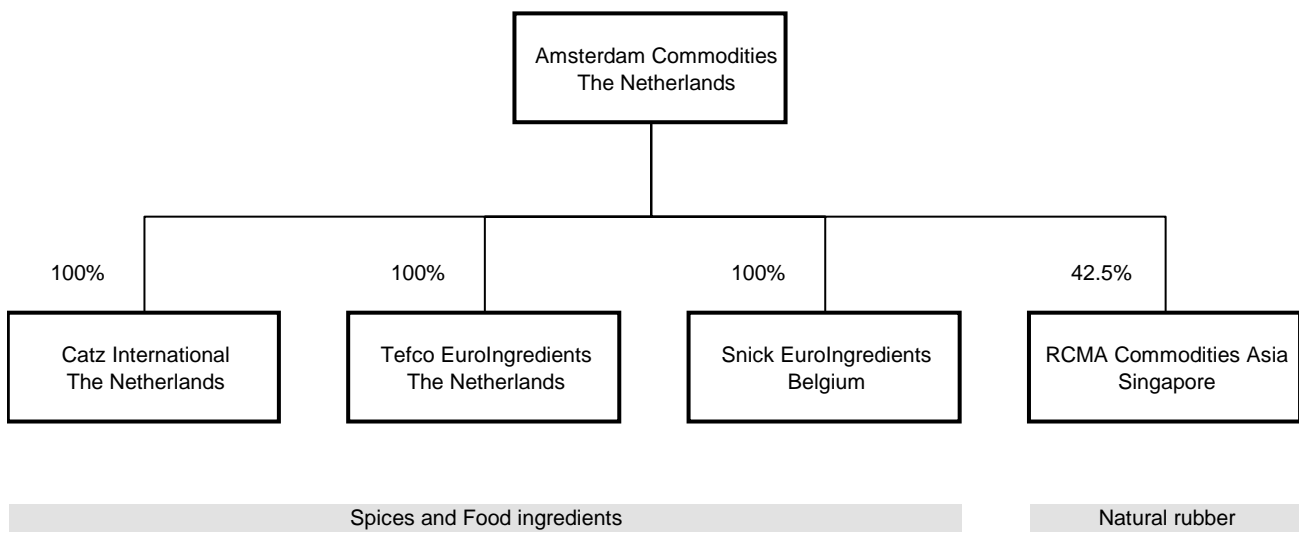 Amsterdam Commodities
The Netherlands
100%
100%
100%
42.5%
Catz International
The Netherlands
Tefco EuroIngredients
The Netherlands
Snick EuroIngredients
Belgium
RCMA Commodities Asia
Singapore
Spices and Food ingredients
Natural rubber